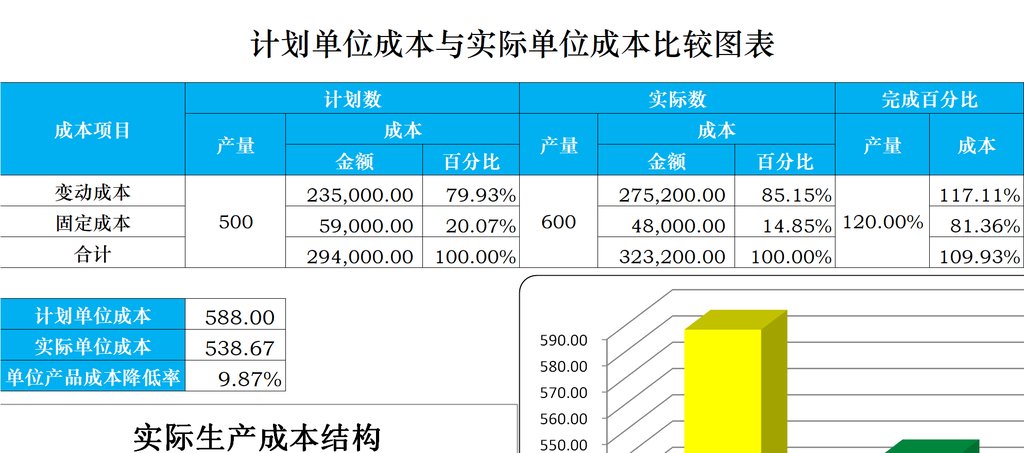 计划单位成本与实际单位成本比较图表
成本项目 计划数 实际数 完成百分比
产量 成本 产量 成本 产量 成本
金额 百分比 金额 百分比
变动成本 500 235,000.00 79.93% 600 275,200.00 85.15% 120.00% 117.11%
固定成本 59,000.00 20.07% 48,000.00 14.85% 81.36%
合计 294,000.00 100.00% 323,200.00 100.00% 109.93%
计划单位成本 588.00
实际单位成本 538.67
单位产品成本降低率 9.87%
实际生产成本结构
590.00
580.00
570.00
560.00
550.00